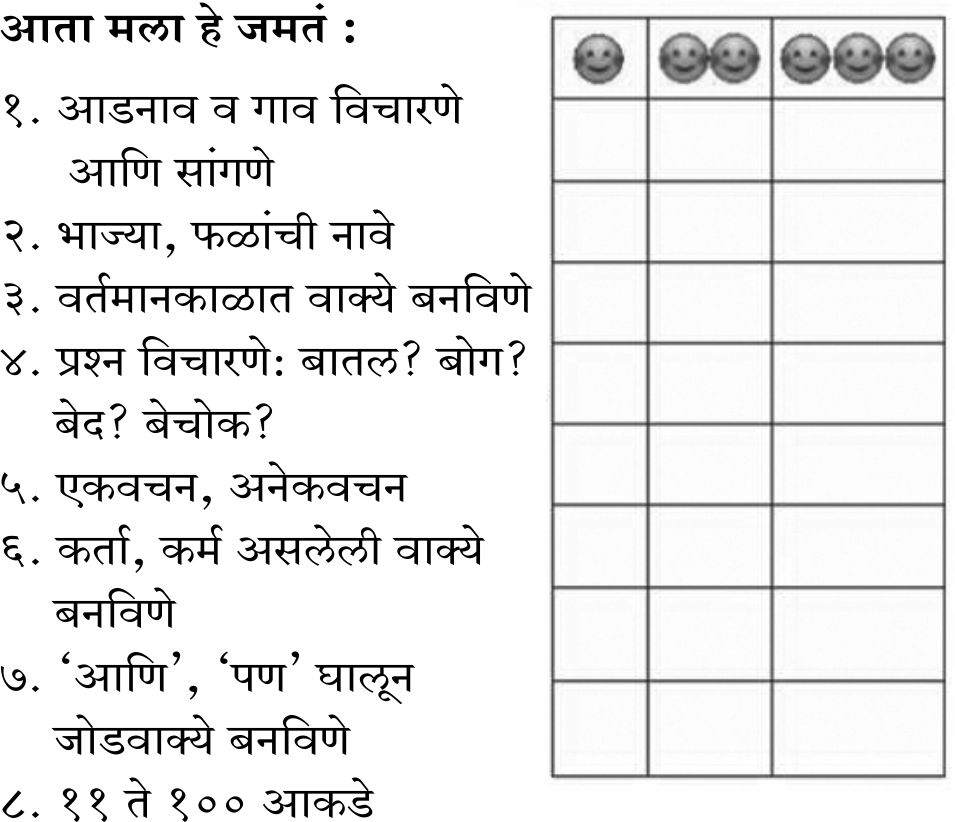 आता मला हे जमतं :
१. आडनाव व गाव विचारणे
आणि सांगणे
२. भाज्या, फळांची नावे
३. वर्तमानकाळात वाक्ये बनविणे
४. प्रश्न विचारणे: बातल? बोग?
बेद? बेचोक?
५. एकवचन, अनेकवचन
६. कर्ता, कर्म असलेली वाक्ये
बनविणे
७. ‘आणि’, ‘पण’ घालून
जोडवाक्ये बनविणे
८. ११ ते १०० आकडे